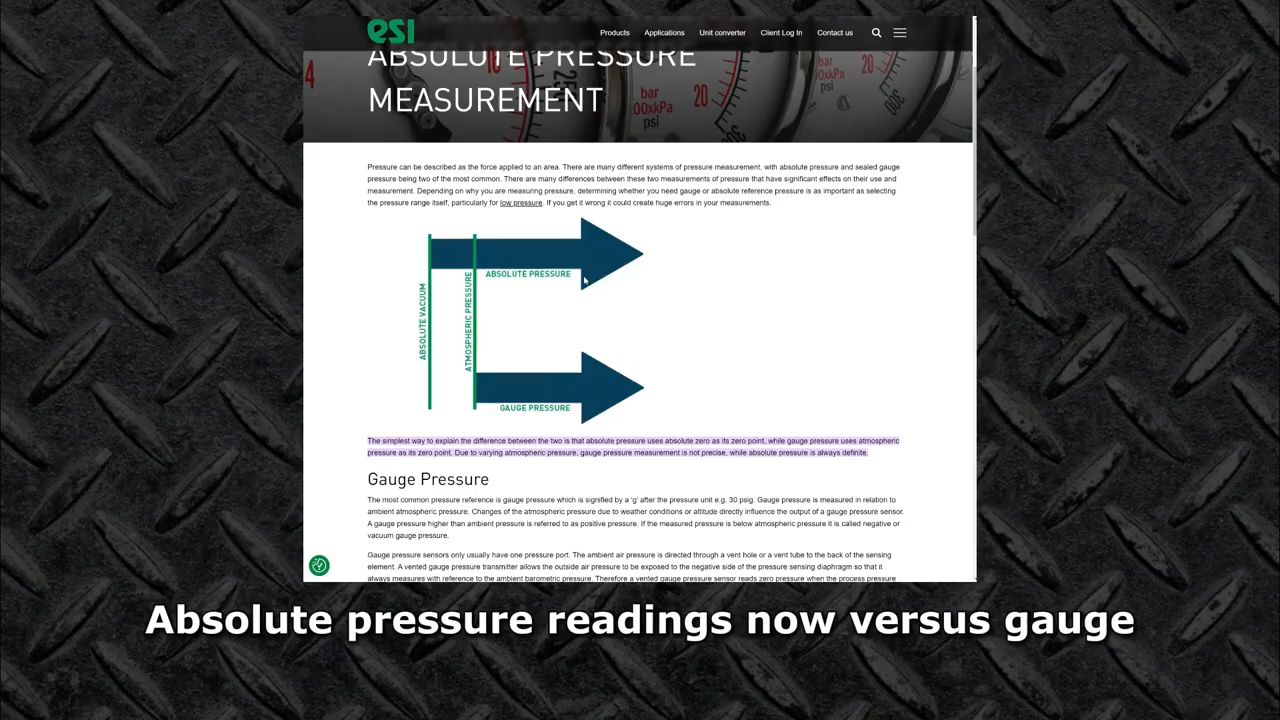 esi
Products Applications Unit converter Client Log In Contact us
ABSOLUTE PRESSURE
MEASUREMENT
4
10
bar
psi
20
300
bar
psi
20
300
Pressure can be described as the force applied to an area. There are many different systems of pressure measurement, with absolute pressure and sealed gauge
pressure being two of the most common. There are many differences between these two measurements of pressure that have significant effects on their use and
measurement. Depending on why you are measuring pressure, determining whether you need gauge or absolute reference pressure is as important as selecting
the pressure range itself, particularly for low pressure. If you get it wrong it could create huge errors in your measurements.
ABSOLUTE VACUUM
ATMOSPHERIC PRESSURE
ABSOLUTE PRESSURE
GAUGE PRESSURE
The simplest way to explain the difference between the two is that absolute pressure uses absolute zero as its zero point, while gauge pressure uses atmospheric
pressure as its zero point. Due to varying atmospheric pressure, gauge pressure measurement is not precise, while absolute pressure is always definite.
Gauge Pressure
The most common pressure reference is gauge pressure which is signified by a 'g' after the pressure unit e.g. 30 psig. Gauge pressure is measured in relation to
ambient atmospheric pressure. Changes of the atmospheric pressure due to weather conditions or altitude directly influence the output of a gauge pressure sensor.
A gauge pressure higher than ambient pressure is referred to as positive pressure. If the measured pressure is below atmospheric pressure it is called negative or
vacuum gauge pressure.
Gauge pressure sensors only usually have one pressure port. The ambient air pressure is directed through a vent hole or a vent tube to the back of the sensing
element. A vented gauge pressure transmitter allows the outside air pressure to be exposed to the negative side of the pressure sensing diaphragm so that it
always measures with reference to the ambient barometric pressure. Therefore a vented gauge pressure sensor reads zero pressure when the process pressure
Absolute pressure readings now versus gauge